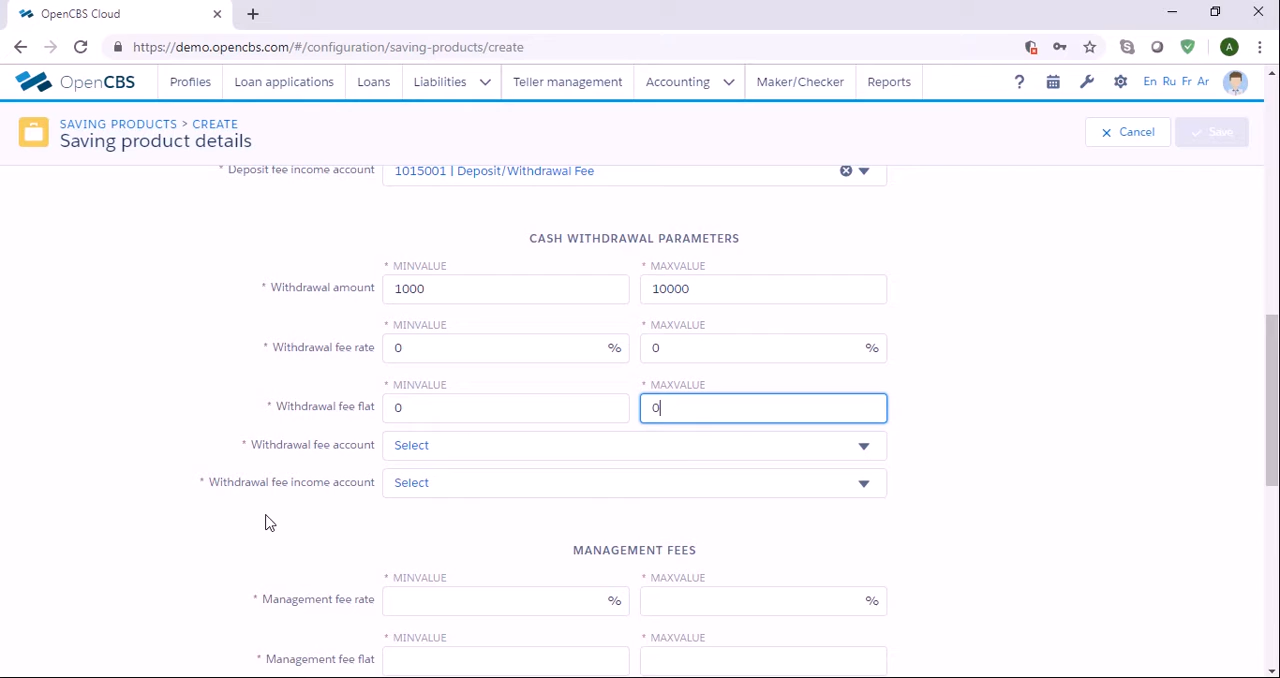 OpenCBS Cloud
https://demo.opencbs.com/#/configuration/saving-products/create
A
OpenCBS Profiles Loan applications Loans Liabilities Teller management Accounting Maker/Checker Reports ? En Ru Fr Ar
SAVING PRODUCTS > CREATE
Saving product details
Cancel Save
* Deposit fee income account 1015001 | Deposit/Withdrawal Fee
CASH WITHDRAWAL PARAMETERS
* MINVALUE * MAXVALUE
* Withdrawal amount 1000 10000
* MINVALUE * MAXVALUE
* Withdrawal fee rate 0 % 0 %
* MINVALUE * MAXVALUE
* Withdrawal fee flat 0 0
* Withdrawal fee account Select
* Withdrawal fee income account Select
MANAGEMENT FEES
* MINVALUE * MAXVALUE
* Management fee rate % %
* MINVALUE * MAXVALUE
* Management fee flat